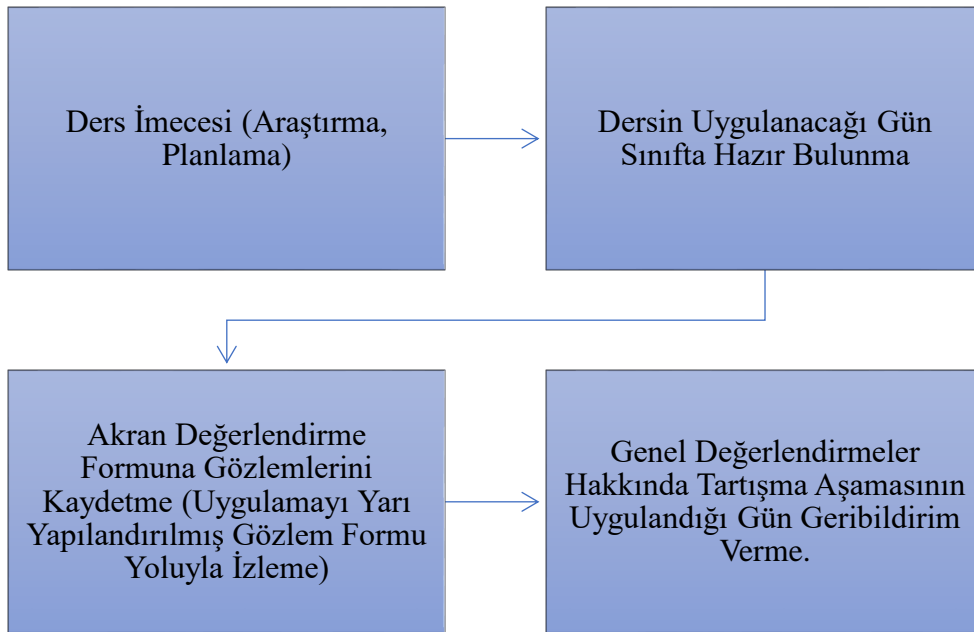 Ders İmecesi (Araştırma,
Planlama)
Dersin Uygulanacağı Gün
Sınıfta Hazır Bulunma
Akran Değerlendirme
Formuna Gözlemlerini
Kaydetme (Uygulamayı Yarı
Yapılandırılmış Gözlem Formu
Yoluyla İzleme)
Genel Değerlendirmeler
Hakkında Tartışma Aşamasının
Uygulandığı Gün Geribildirim
Verme.